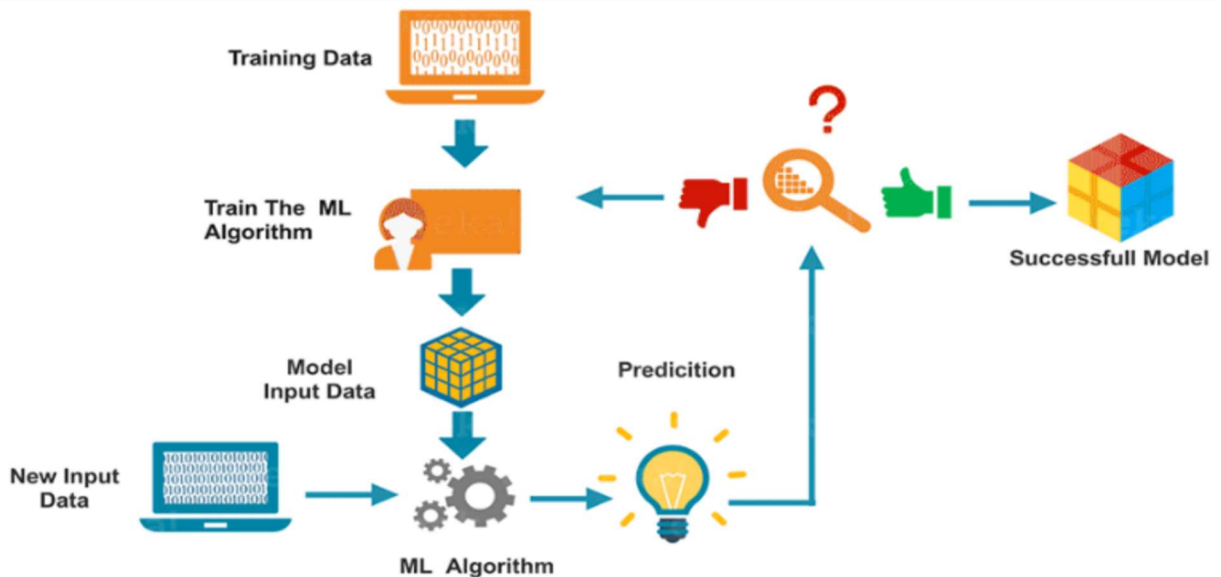 Training Data
?
Train The ML
Algorithm
Successfull Model
Model
Input Data
Predicition
New Input
Data
ML Algorithm